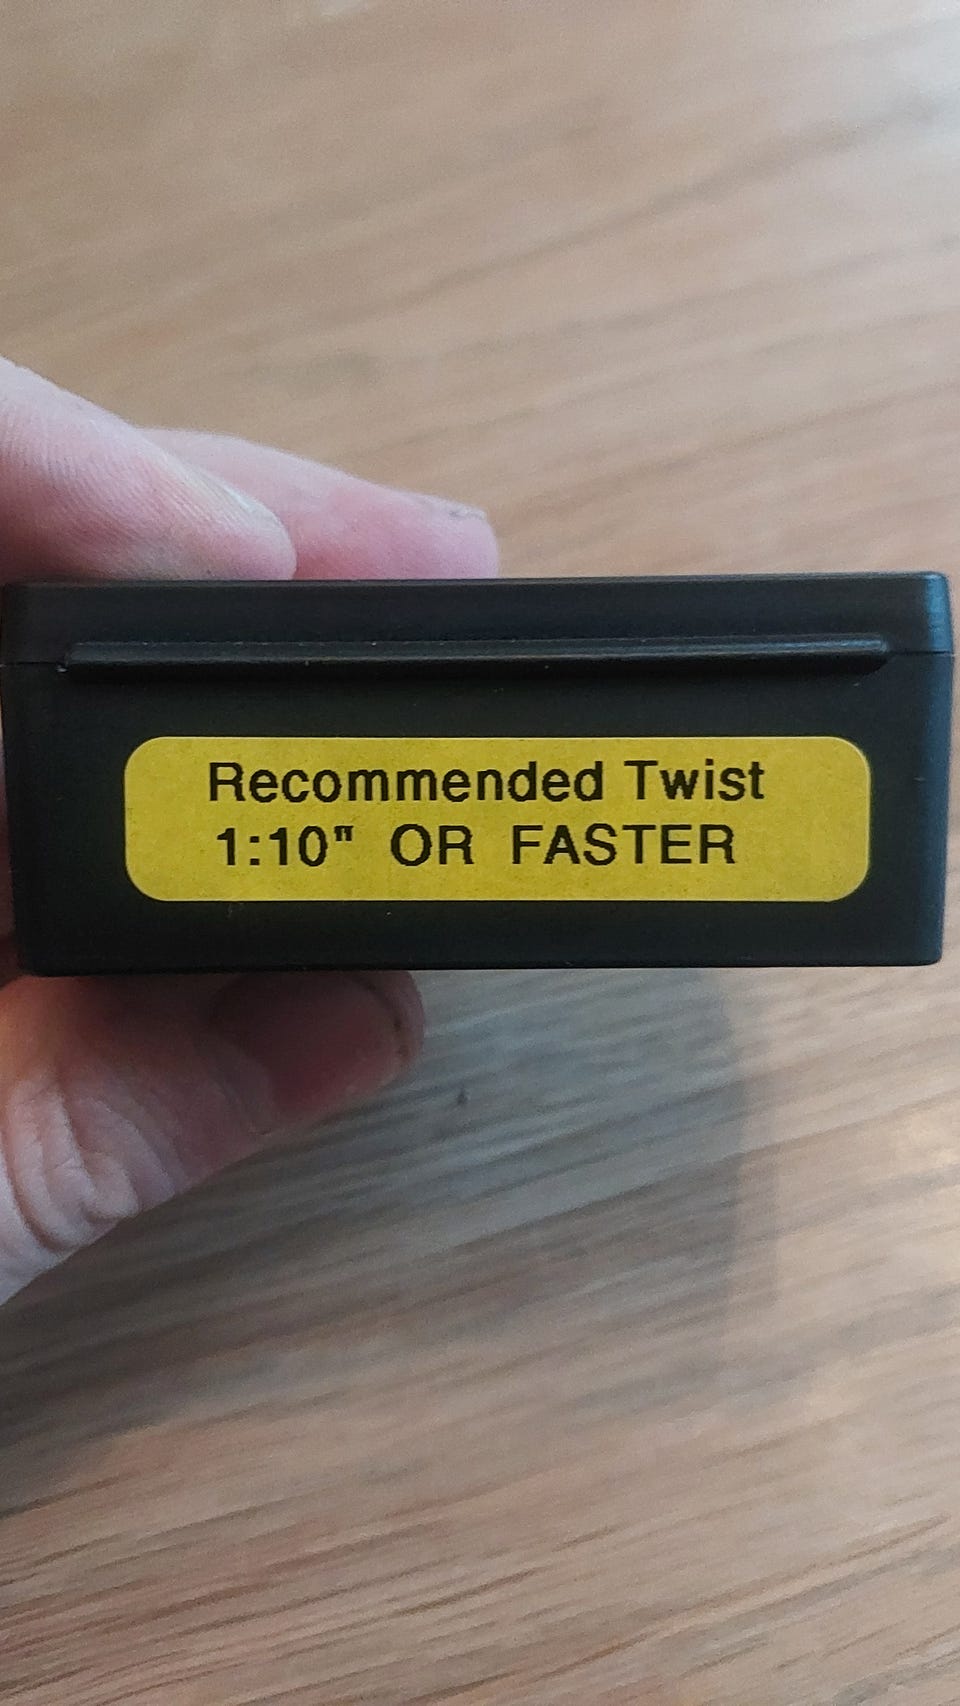 Recommended Twist
1:10" OR FASTER